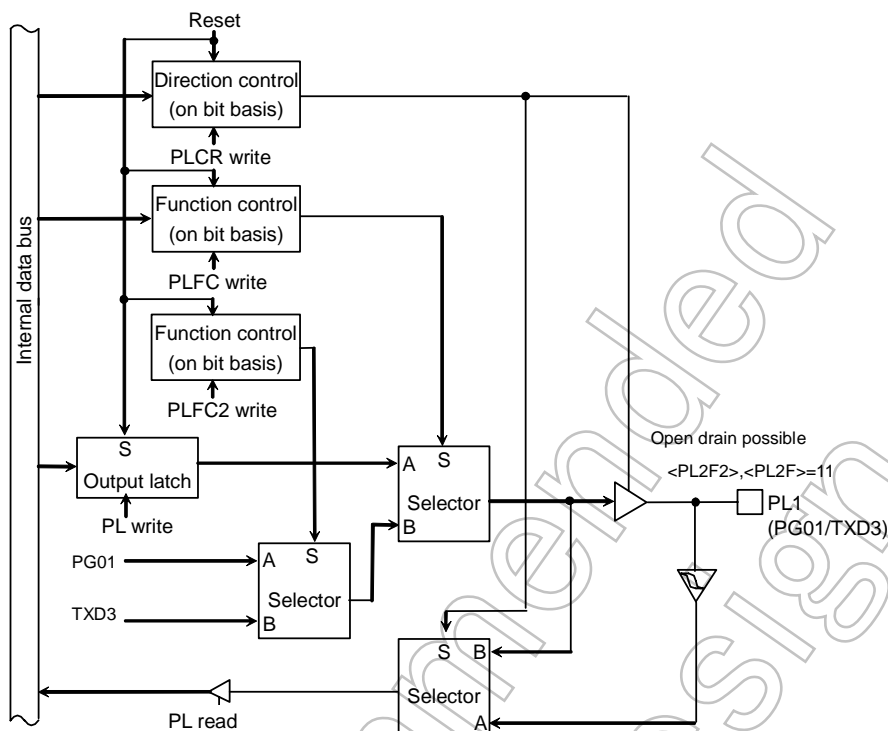 Reset
Direction control
(on bit basis)
PLCR write
Function control
(on bit basis)
PLFC write
Internal data bus
Function control
(on bit basis)
PLFC2 write
S
Output latch
PL write
A
S
Selector
B
Open drain possible
<PL2F2>,<PL2F>=11
PL1
(PG01/TXD3)
PG01
A
S
Selector
TXD3
B
S
B
Selector
A
PL read
mmended
esign